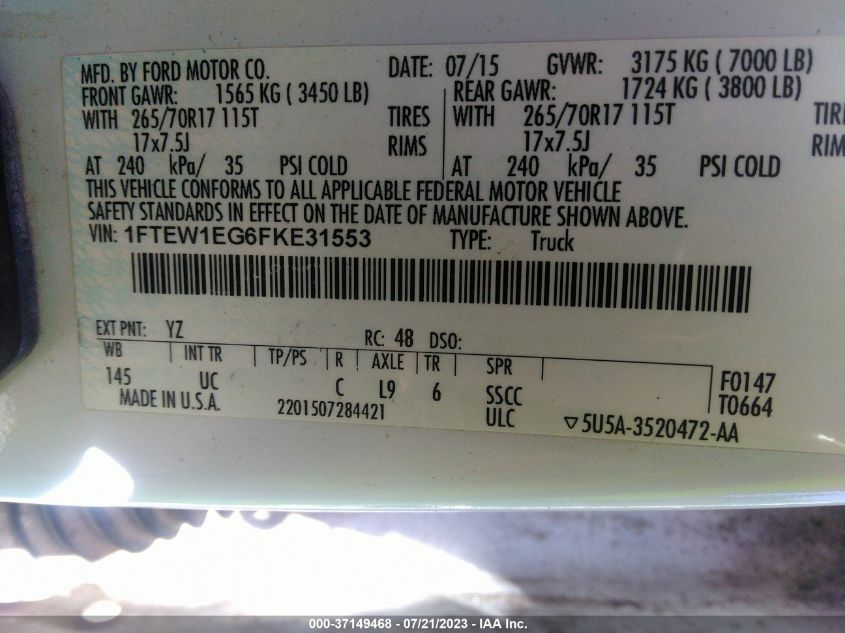 MFD. BY FORD MOTOR CO. DATE: 07/15 GVWR: 3175 KG ( 7000 LB)
FRONT GAWR: 1565 KG ( 3450 LB) REAR GAWR: 1724 KG ( 3800 LB)
WITH 265/70R17 115T TIRES WITH 265/70R17 115T TIRE
17x7.5J RIMS 17x7.5J RIM
AT 240 kPa/ 35 PSI COLD AT 240 kPa/ 35 PSI COLD
THIS VEHICLE CONFORMS TO ALL APPLICABLE FEDERAL MOTOR VEHICLE
SAFETY STANDARDS IN EFFECT ON THE DATE OF MANUFACTURE SHOWN ABOVE.
VIN: 1FTEW1EG6FKE31553 TYPE: Truck
EXT PNT: YZ RC: 48 DSO:
WB INT TR TP/PS R AXLE TR SPR
145 UC C L9 6 SSCC F0147
MADE IN U.S.A. 2201507284421 ULC T0664
▽5U5A-3520472-AA
000-37149468 - 07/21/2023 - IAA Inc.